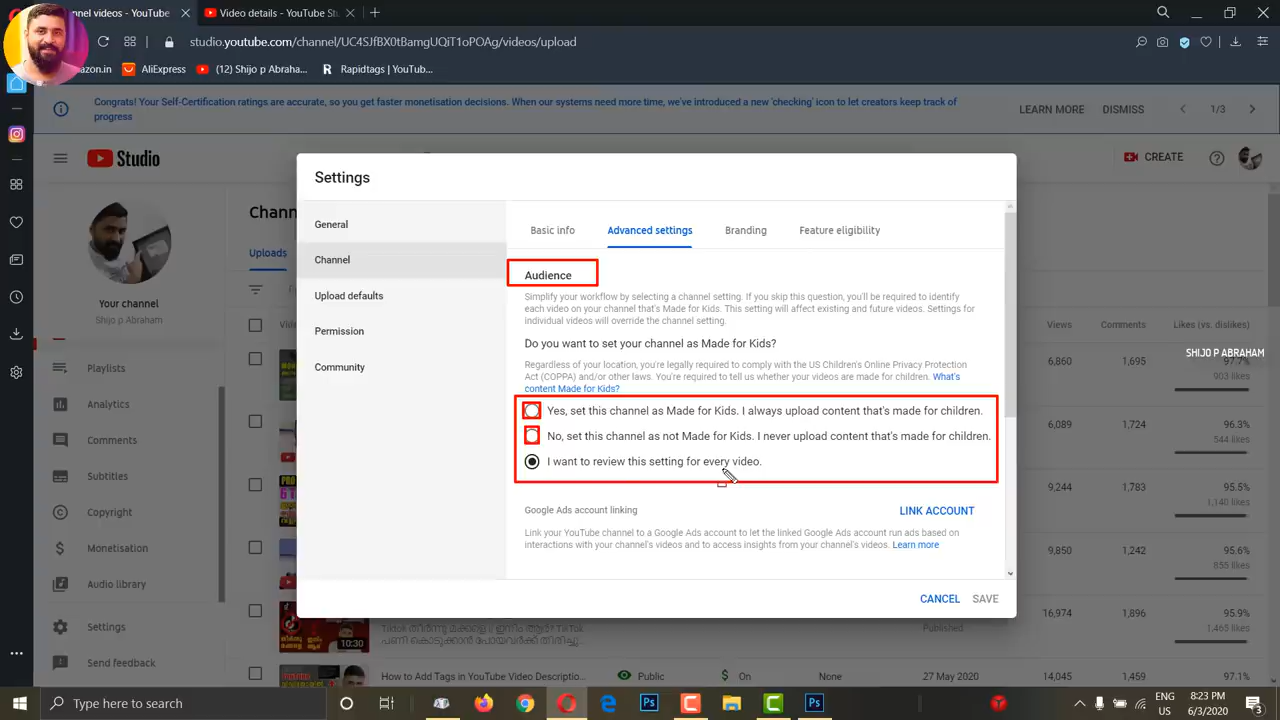 Channel videos - YouTube
Video details - YouTube Studi
studio.youtube.com/channel/UC4SJfBX0tBamgUQiT1oPOAg/videos/upload
azon.in
AliExpress
(2) Shijo p Abraha...
Rapidtags | YouTub...
Congrats! Your Self-Certification ratings are accurate, so you get faster monetisation decisions. When our systems need more time, we've introduced a new 'checking' icon to let creators keep track of
progress
LEARN MORE
DISMISS
1/3
Studio
CREATE
Your channel
Shijo p Abraham
Playlists
Analytics
Comments
Subtitles
Copyright
Monetisation
Audio library
Settings
Send feedback
Chann
Uploads
Settings
General
Channel
Upload defaults
Permission
Community
Basic info
Advanced settings
Branding
Feature eligibility
Audience
Simplify your workflow by selecting a channel setting. If you skip this question, you'll be required to identify
each video on your channel that's Made for Kids. This setting will affect existing and future videos. Settings for
individual videos will override the channel setting.
Do you want to set your channel as Made for Kids?
Regardless of your location, you're legally required to comply with the US Children's Online Privacy Protection
Act (COPPA) and/or other laws. You're required to tell us whether your videos are made for children. What's
content Made for Kids?
Yes, set this channel as Made for Kids. I always upload content that's made for children.
No, set this channel as not Made for Kids. I never upload content that's made for children.
I want to review this setting for every video.
Google Ads account linking
LINK ACCOUNT
Link your YouTube channel to a Google Ads account to let the linked Google Ads account run ads based on
interactions with your channel's videos and to access insights from your channel's videos. Learn more
CANCEL
SAVE
Views
Comments
Likes (vs. dislikes)
6,860
1,695
SHIJO P ABRAHAM
903 likes
6,089
1,124
96.3%
544 likes
9,244
1,783
95.5%
1,140 likes
9,850
1,242
95.6%
855 likes
16,974
1,896
95.9%
1,465 likes
10:30
Published...
How to Add Tags in YouTube Video Description...
Public
On
None
27 May 2020
14,045
1,459
97.1%
Type here to search
ENG
US
8:23 PM
6/3/2020
3